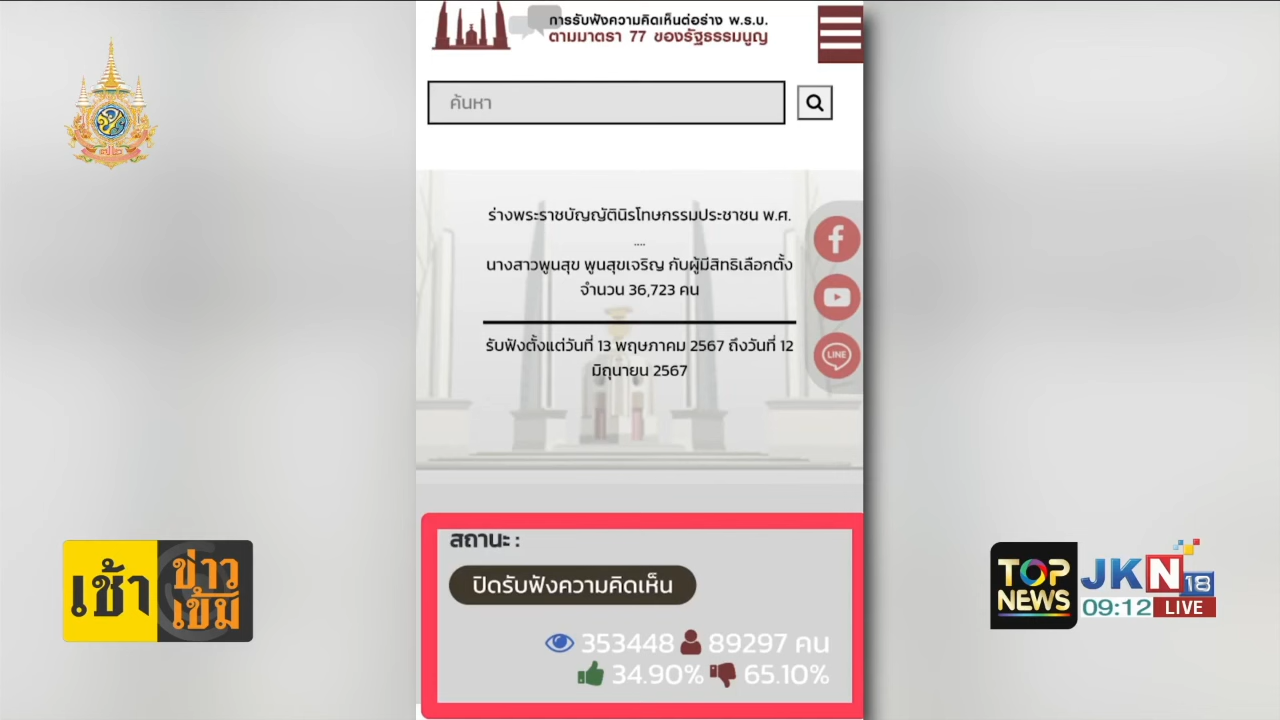 การรับฟังความคิดเห็นต่อร่าง พ.ร.บ.
ตามมาตรา 77 ของรัฐธรรมนูญ
ค้นหา
ร่างพระราชบัญญัตินิรโทษกรรมประชาชน พ.ศ.
....
นางสาวพูนสุข พูนสุขเจริญ กับผู้มีสิทธิเลือกตั้ง
จำนวน 36,723 คน
รับฟังตั้งแต่วันที่ 13 พฤษภาคม 2567 ถึงวันที่ 12
มิถุนายน 2567
LINE
สถานะ :
ปิดรับฟังความคิดเห็น
353448 89297 คน
34.90% 65.10%
เช้า
ข่าว
เข้ม
TOP
NEWS
JKN 18
09:12 LIVE